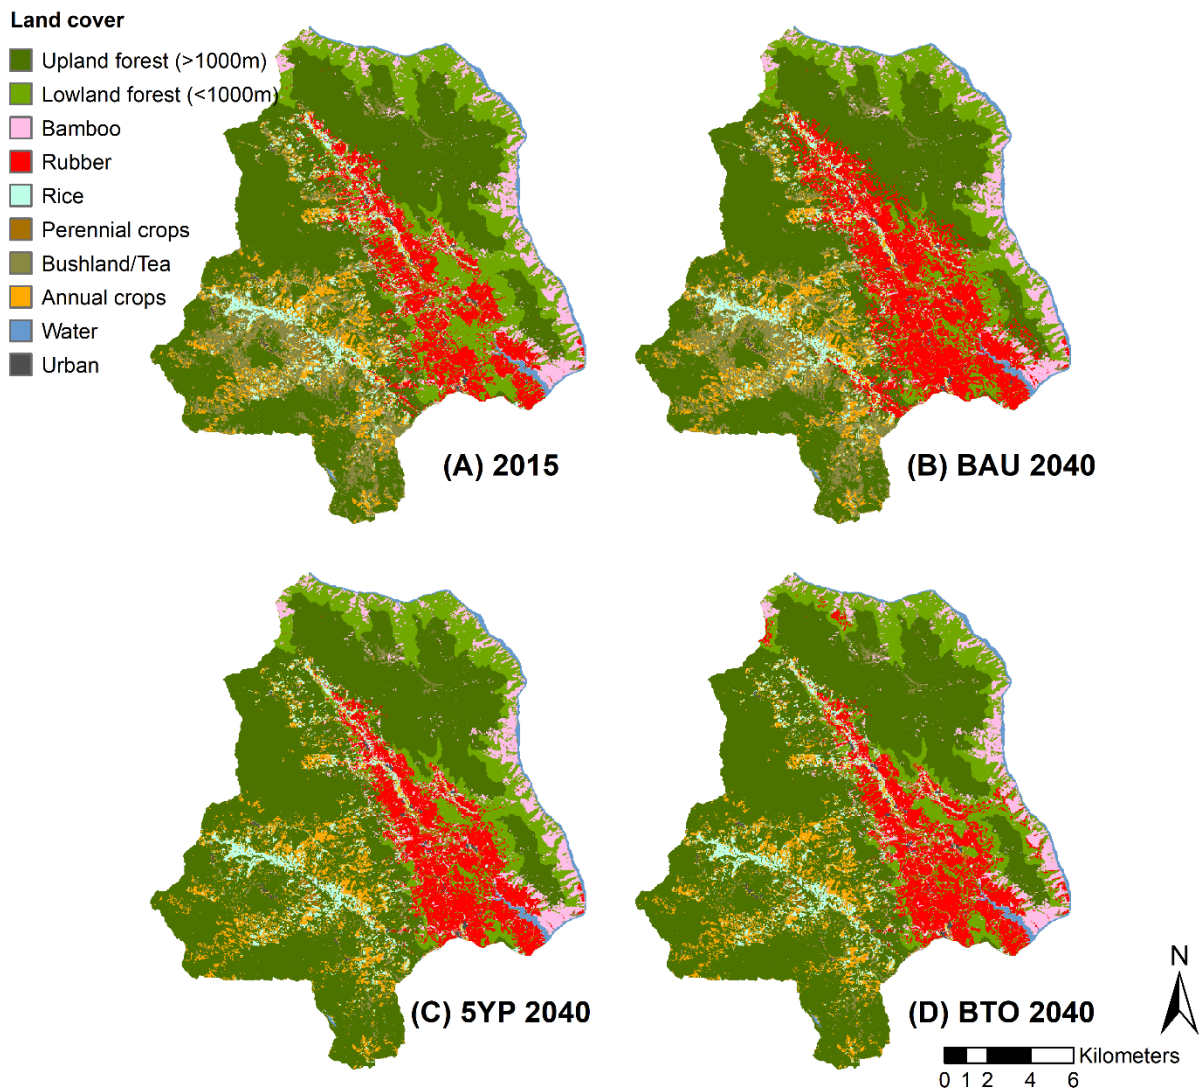 Land cover
Upland forest (>1000m)
Lowland forest (<1000m)
Bamboo
Rubber
Rice
Perennial crops
Bushland/Tea
Annual crops
Water
Urban
(A) 2015
(B) BAU 2040
(C) 5YP 2040
(D) BTO 2040
N
Kilometers
0 1 2 4 6